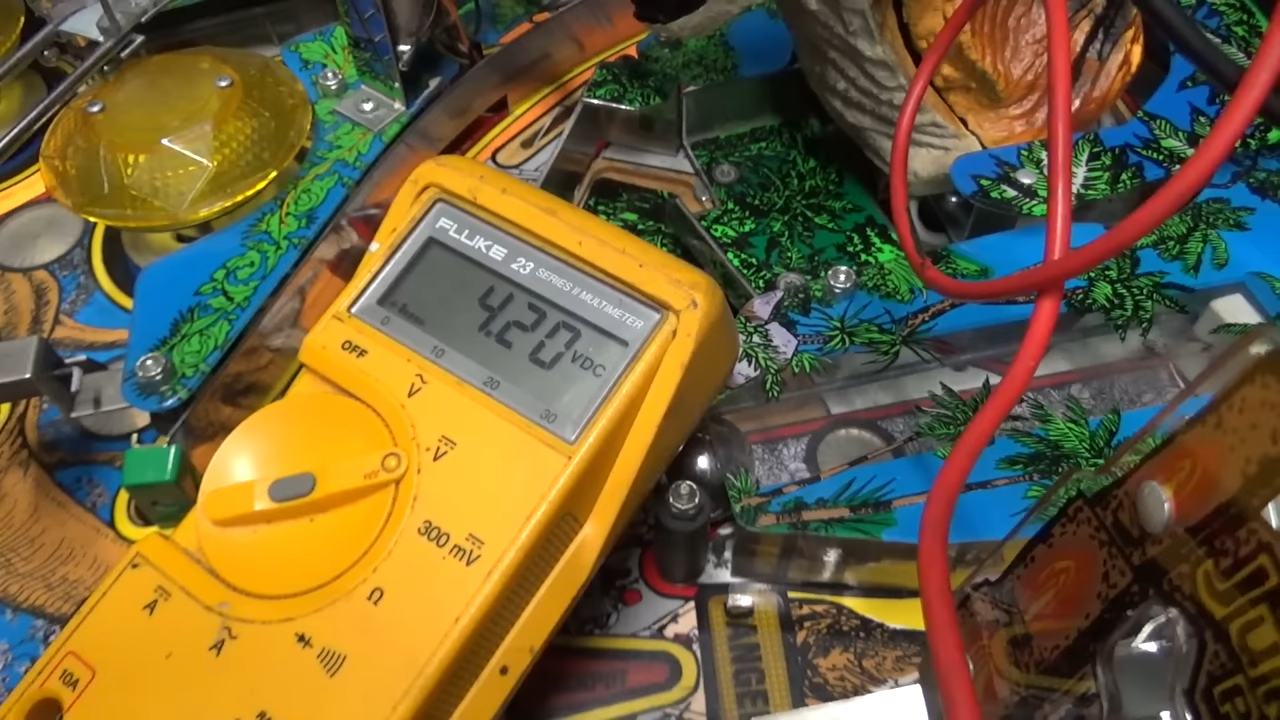 FLUKE 23 SERIES II MULTIMETER
4.20 VDC
0 10 20 30
OFF
V
V
300 mV
Ω
A
A
10A